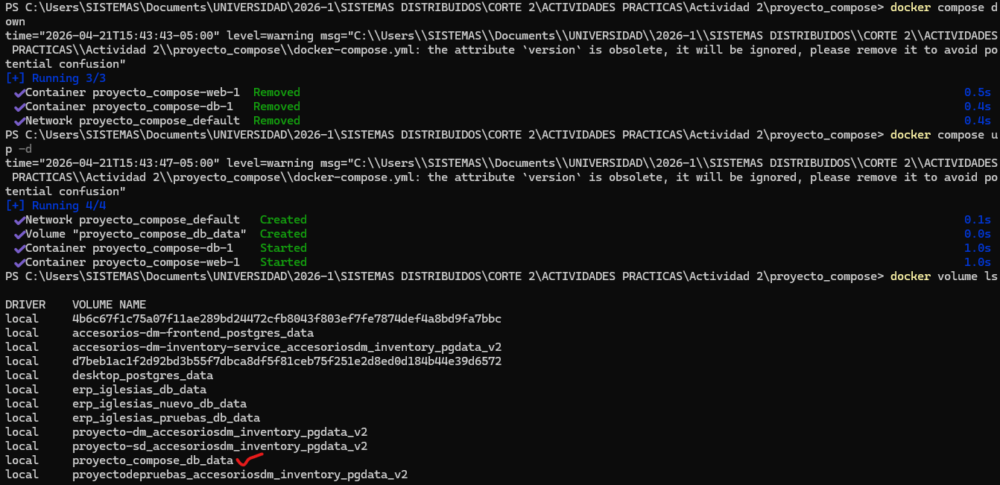 PS C:\Users\SISTEMAS\Documents\UNIVERSIDAD\2026-1\SISTEMAS DISTRIBUIDOS\CORTE 2\ACTIVIDADES PRACTICAS\Actividad 2\proyecto_compose> docker compose d
own
time="2026-04-21T15:43:43-05:00" level=warning msg="C:\\Users\\SISTEMAS\\Documents\\UNIVERSIDAD\\2026-1\\SISTEMAS DISTRIBUIDOS\\CORTE 2\\ACTIVIDADES
PRACTICAS\\Actividad 2\\proyecto_compose\\docker-compose.yml: the attribute `version` is obsolete, it will be ignored, please remove it to avoid po
tential confusion"
[+] Running 3/3
✔Container proyecto_compose-web-1 Removed 0.5s
✔Container proyecto_compose-db-1 Removed 0.4s
✔Network proyecto_compose_default Removed 0.4s
PS C:\Users\SISTEMAS\Documents\UNIVERSIDAD\2026-1\SISTEMAS DISTRIBUIDOS\CORTE 2\ACTIVIDADES PRACTICAS\Actividad 2\proyecto_compose> docker compose u
p -d
time="2026-04-21T15:43:47-05:00" level=warning msg="C:\\Users\\SISTEMAS\\Documents\\UNIVERSIDAD\\2026-1\\SISTEMAS DISTRIBUIDOS\\CORTE 2\\ACTIVIDADES
PRACTICAS\\Actividad 2\\proyecto_compose\\docker-compose.yml: the attribute `version` is obsolete, it will be ignored, please remove it to avoid po
tential confusion"
[+] Running 4/4
✔Network proyecto_compose_default Created 0.1s
✔Volume "proyecto_compose_db_data" Created 0.0s
✔Container proyecto_compose-db-1 Started 1.0s
✔Container proyecto_compose-web-1 Started 1.0s
PS C:\Users\SISTEMAS\Documents\UNIVERSIDAD\2026-1\SISTEMAS DISTRIBUIDOS\CORTE 2\ACTIVIDADES PRACTICAS\Actividad 2\proyecto_compose> docker volume ls
DRIVER VOLUME NAME
local 4b6c67f1c75a07f11ae289bd24472cfb8043f803ef7fe7874def4a8bd9fa7bbc
local accesorios-dm-frontend_postgres_data
local accesorios-dm-inventory-service_accesoriosdm_inventory_pgdata_v2
local d7beb1ac1f2d92bd3b55f7dbca8df5f81ceb75f251e2d8ed0d184b44e39d6572
local desktop_postgres_data
local erp_iglesias_db_data
local erp_iglesias_nuevo_db_data
local erp_iglesias_pruebas_db_data
local proyecto-dm_accesoriosdm_inventory_pgdata_v2
local proyecto-sd_accesoriosdm_inventory_pgdata_v2
local proyecto_compose_db_data
local proyectodepruebas_accesoriosdm_inventory_pgdata_v2